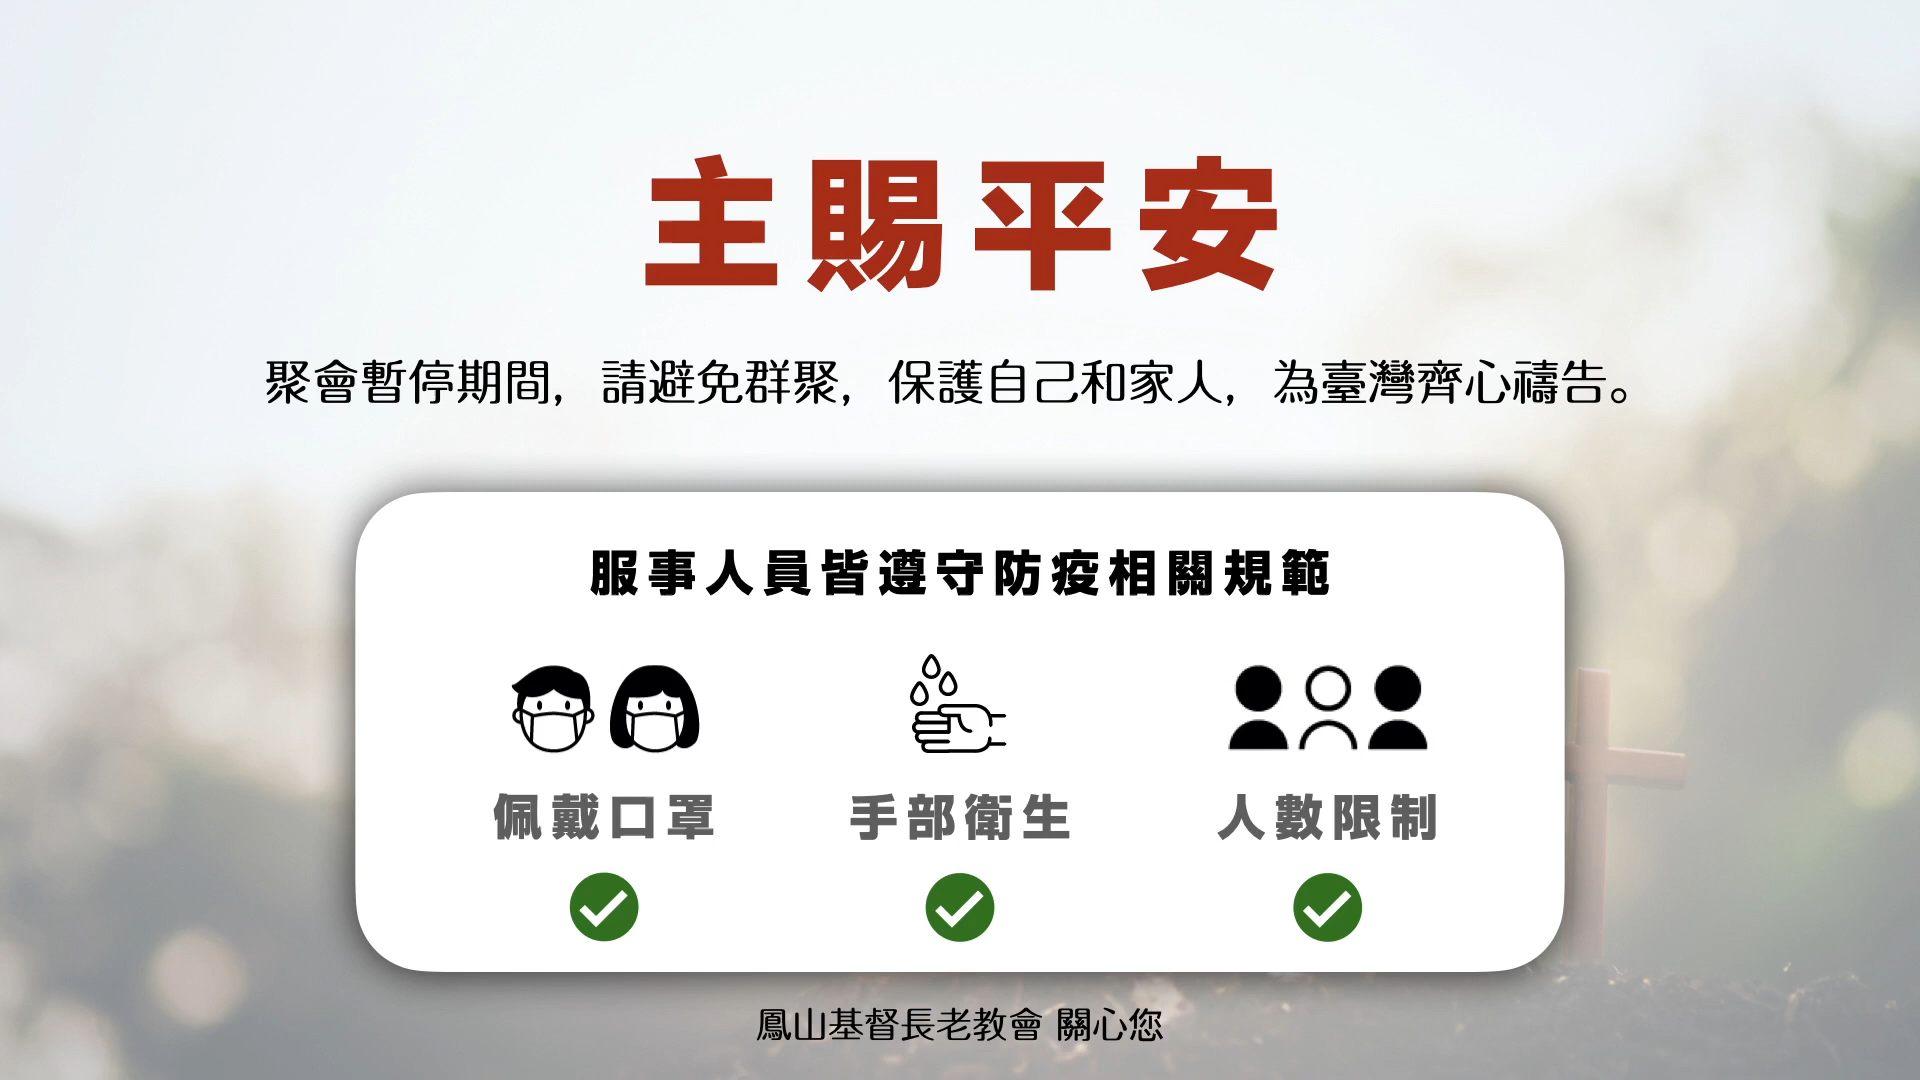 主賜平安
聚會暫停期間，請避免群聚，保護自己和家人，為臺灣齊心禱告。
服事人員皆遵守防疫相關規範
佩戴口罩
手部衛生
人數限制
鳳山基督長老教會 關心您